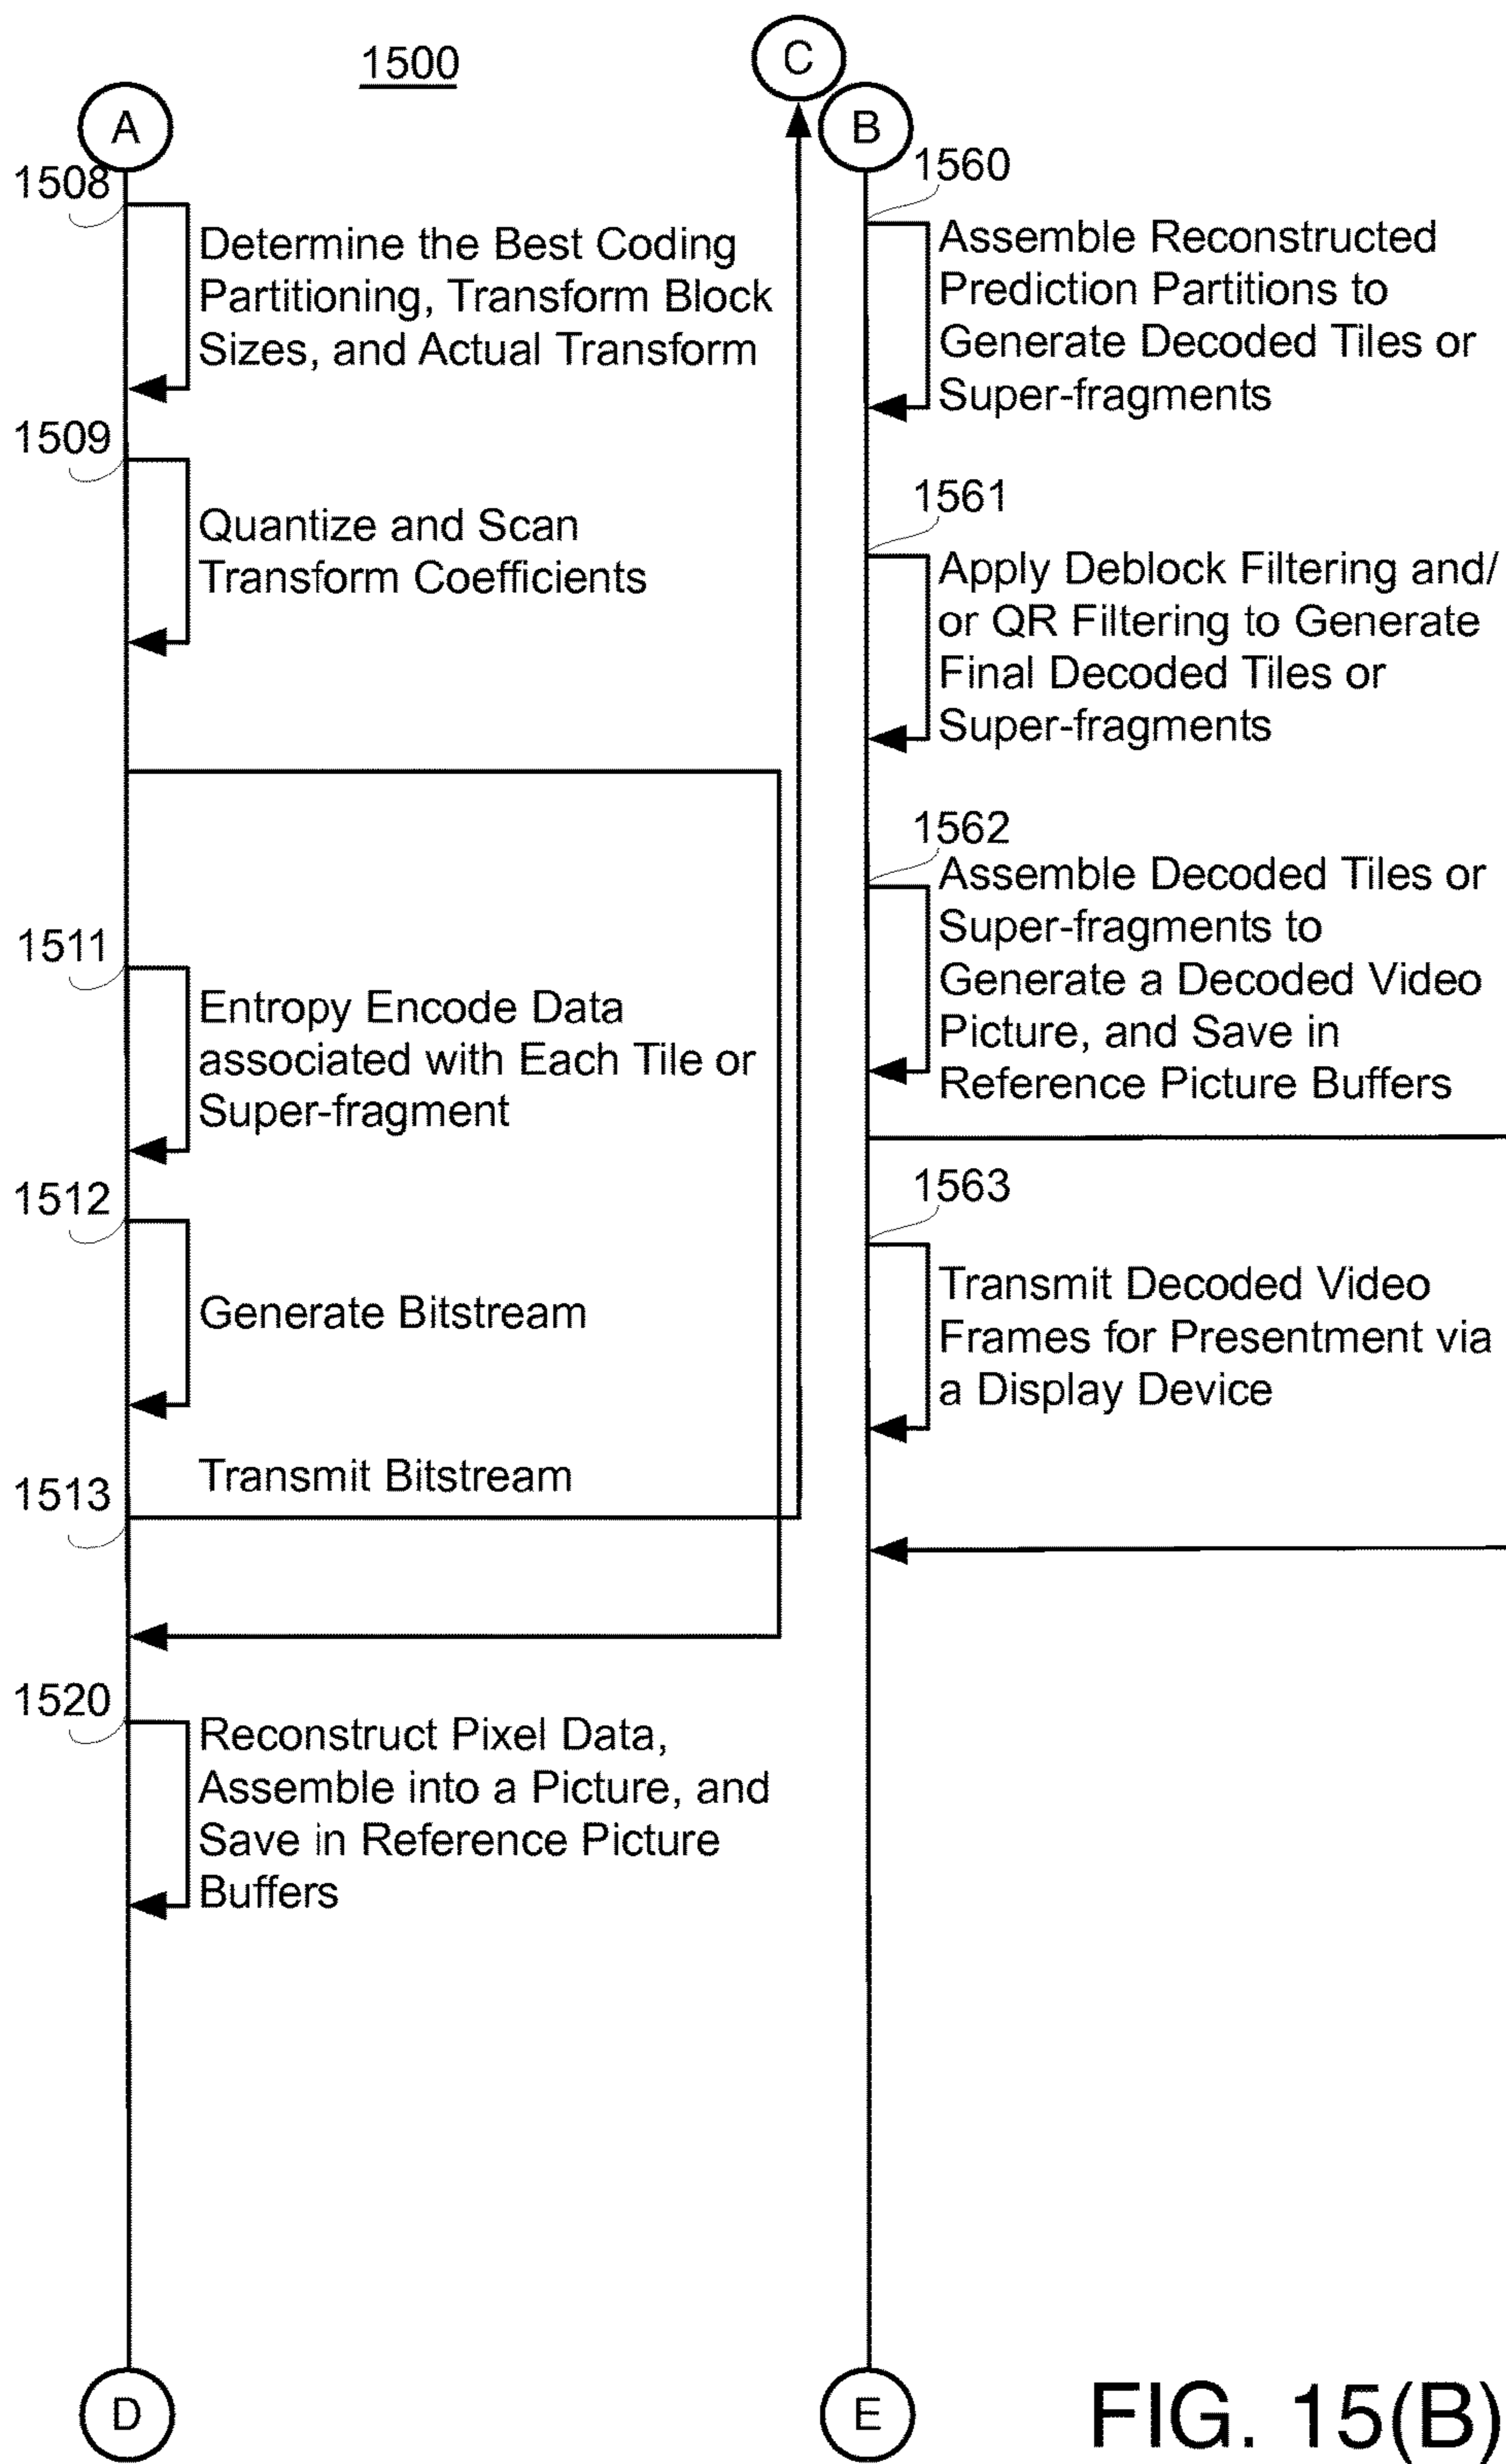 1500
C
A
B
1508
Determine the Best Coding
Partitioning, Transform Block
Sizes, and Actual Transform
1509
Quantize and Scan
Transform Coefficients
1511
Entropy Encode Data
associated with Each Tile or
Super-fragment
1512
Generate Bitstream
Transmit Bitstream
1513
1520
Reconstruct Pixel Data,
Assemble into a Picture, and
Save in Reference Picture
Buffers
D
1560
Assemble Reconstructed
Prediction Partitions to
Generate Decoded Tiles or
Super-fragments
1561
Apply Deblock Filtering and/
or QR Filtering to Generate
Final Decoded Tiles or
Super-fragments
1562
Assemble Decoded Tiles or
Super-fragments to
Generate a Decoded Video
Picture, and Save in
Reference Picture Buffers
1563
Transmit Decoded Video
Frames for Presentment via
a Display Device
E
FIG. 15(B)